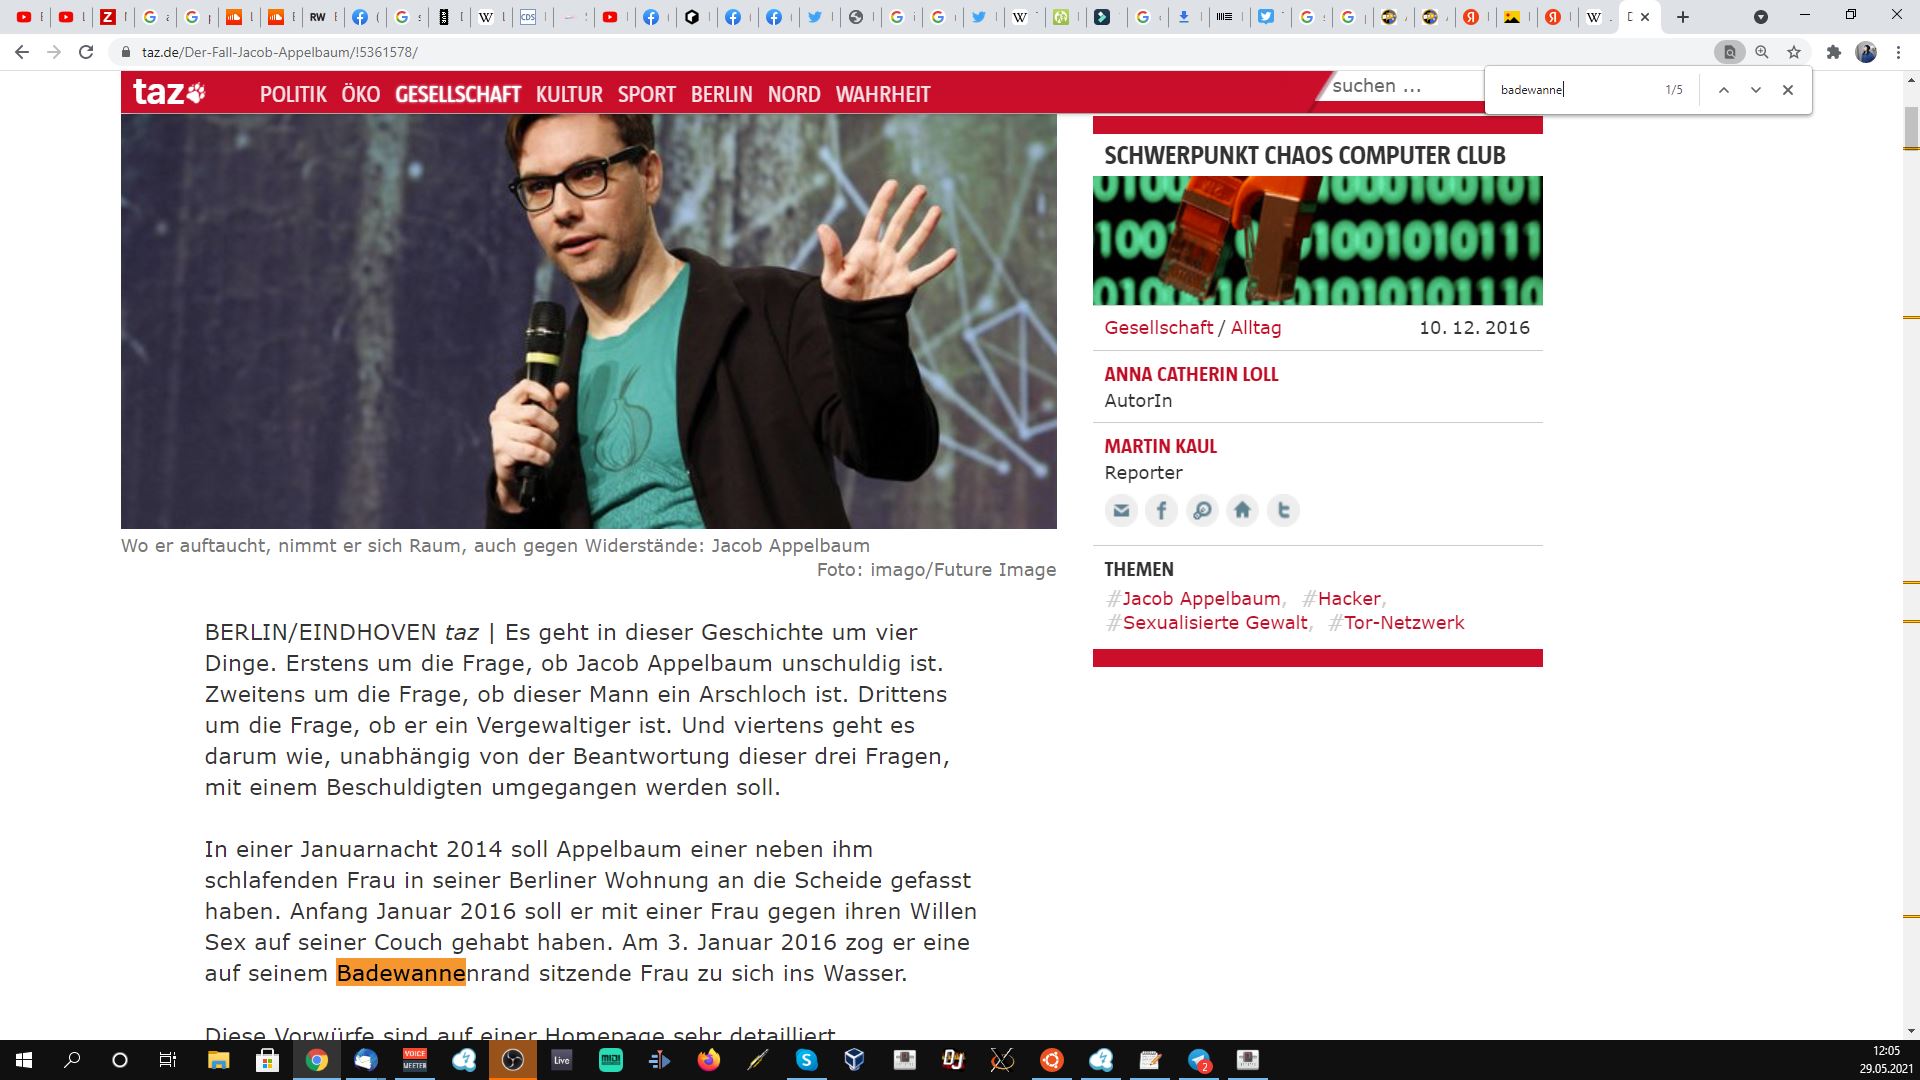 taz.de/Der-Fall-Jacob-Appelbaum/!5361578/
badewanne 1/5
taz
POLITIK ÖKO GESELLSCHAFT KULTUR SPORT BERLIN NORD WAHRHEIT
suchen ...
Wo er auftaucht, nimmt er sich Raum, auch gegen Widerstände: Jacob Appelbaum
Foto: imago/Future Image
BERLIN/EINDHOVEN taz | Es geht in dieser Geschichte um vier
Dinge. Erstens um die Frage, ob Jacob Appelbaum unschuldig ist.
Zweitens um die Frage, ob dieser Mann ein Arschloch ist. Drittens
um die Frage, ob er ein Vergewaltiger ist. Und viertens geht es
darum wie, unabhängig von der Beantwortung dieser drei Fragen,
mit einem Beschuldigten umgegangen werden soll.
In einer Januarnacht 2014 soll Appelbaum einer neben ihm
schlafenden Frau in seiner Berliner Wohnung an die Scheide gefasst
haben. Anfang Januar 2016 soll er mit einer Frau gegen ihren Willen
Sex auf seiner Couch gehabt haben. Am 3. Januar 2016 zog er eine
auf seinem Badewannenrand sitzende Frau zu sich ins Wasser.
Diese Vorwürfe sind auf einer Homepage sehr detailliert
SCHWERPUNKT CHAOS COMPUTER CLUB
Gesellschaft / Alltag 10. 12. 2016
ANNA CATHERIN LOLL
AutorIn
MARTIN KAUL
Reporter
THEMEN
#Jacob Appelbaum, #Hacker,
#Sexualisierte Gewalt, #Tor-Netzwerk
VOICE
MEETER
Live
MIDI
2
12:05
29.05.2021